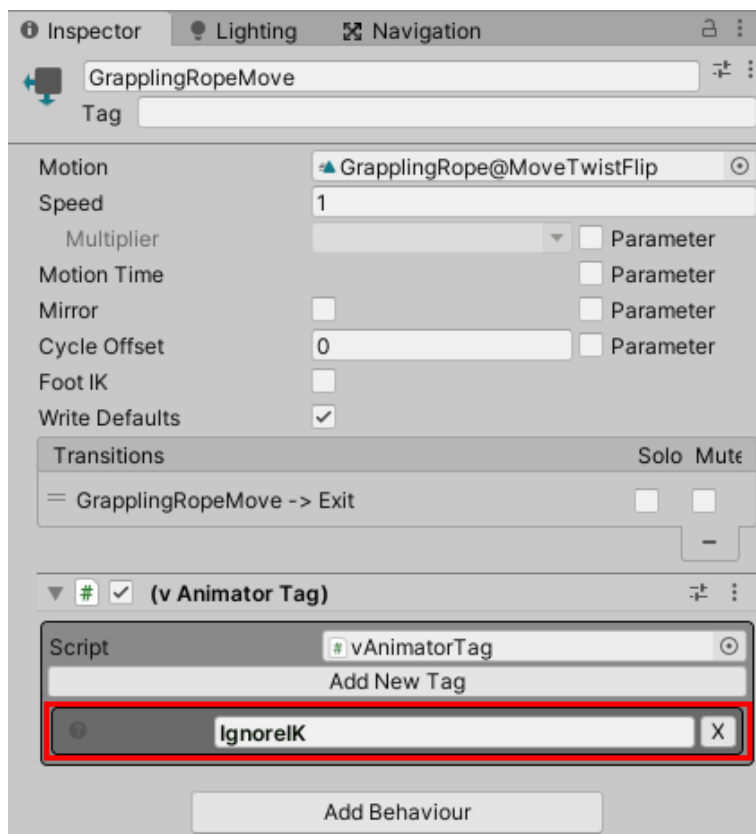 Inspector Lighting Navigation
GrapplingRopeMove
Tag
Motion GrapplingRope@MoveTwistFlip
Speed 1
Multiplier Parameter
Motion Time Parameter
Mirror Parameter
Cycle Offset 0 Parameter
Foot IK
Write Defaults
Transitions Solo Mute
GrapplingRopeMove -> Exit
# (v Animator Tag)
Script # vAnimatorTag
Add New Tag
? IgnoreIK X
Add Behaviour